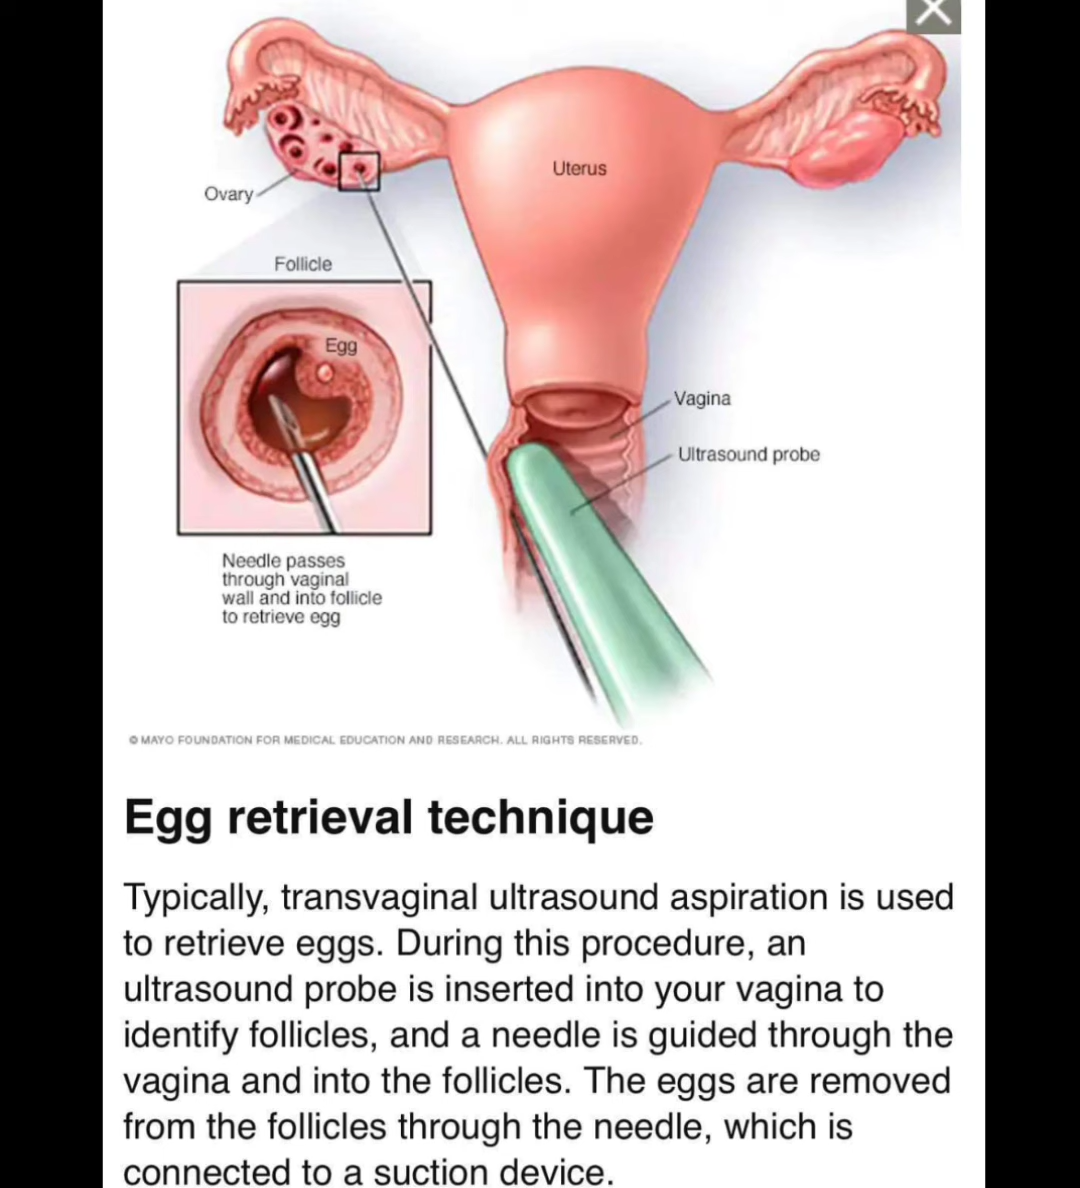 Uterus
Ovary
Follicle
Egg
Vagina
Ultrasound probe
Needle passes
through vaginal
wall and into follicle
to retrieve egg
© MAYO FOUNDATION FOR MEDICAL EDUCATION AND RESEARCH. ALL RIGHTS RESERVED.
Egg retrieval technique
Typically, transvaginal ultrasound aspiration is used
to retrieve eggs. During this procedure, an
ultrasound probe is inserted into your vagina to
identify follicles, and a needle is guided through the
vagina and into the follicles. The eggs are removed
from the follicles through the needle, which is
connected to a suction device.